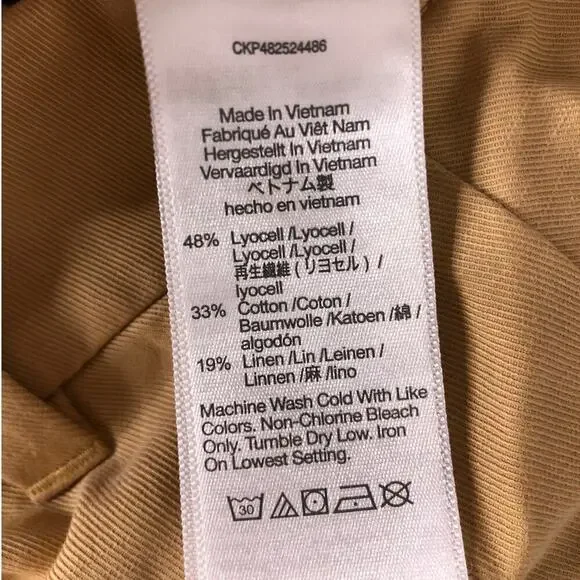 CKP482524486
Made In Vietnam
Fabriqué Au Viêt Nam
Hergestellt In Vietnam
Vervaardigd In Vietnam
ベトナム製
hecho en vietnam
48% Lyocell /Lyocell /
Lyocell /Lyocell /
再生繊維 ( リヨセル ) /
lyocell
33% Cotton /Coton /
Baumwolle /Katoen /綿 /
algodón
19% Linen /Lin /Leinen /
Linnen /麻 /lino
Machine Wash Cold With Like
Colors. Non-Chlorine Bleach
Only. Tumble Dry Low. Iron
On Lowest Setting.
30